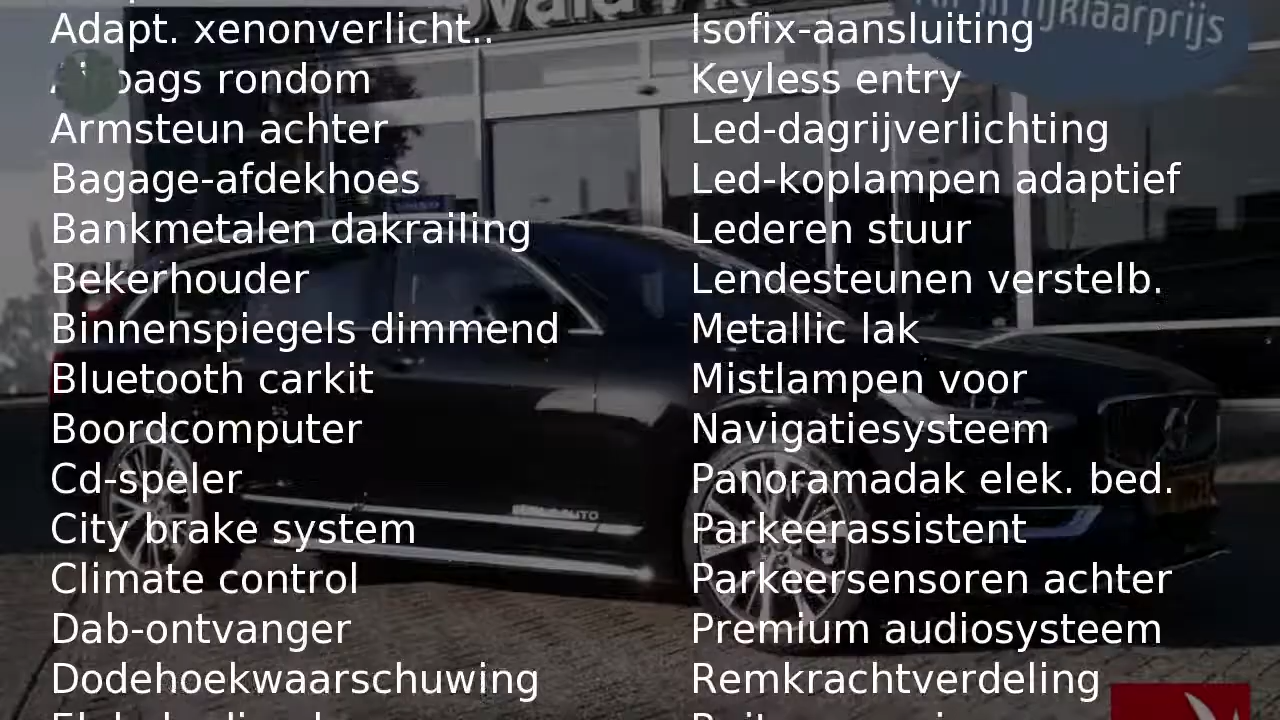 Adapt. xenonverlicht..
Airbags rondom
Armsteun achter
Bagage-afdekhoes
Bankmetalen dakrailing
Bekerhouder
Binnenspiegels dimmend
Bluetooth carkit
Boordcomputer
Cd-speler
City brake system
Climate control
Dab-ontvanger
Dodehoekwaarschuwing
Isofix-aansluiting
Keyless entry
Led-dagrijverlichting
Led-koplampen adaptief
Lederen stuur
Lendesteunen verstelb.
Metallic lak
Mistlampen voor
Navigatiesysteem
Panoramadak elek. bed.
Parkeerassistent
Parkeersensoren achter
Premium audiosysteem
Remkrachtverdeling